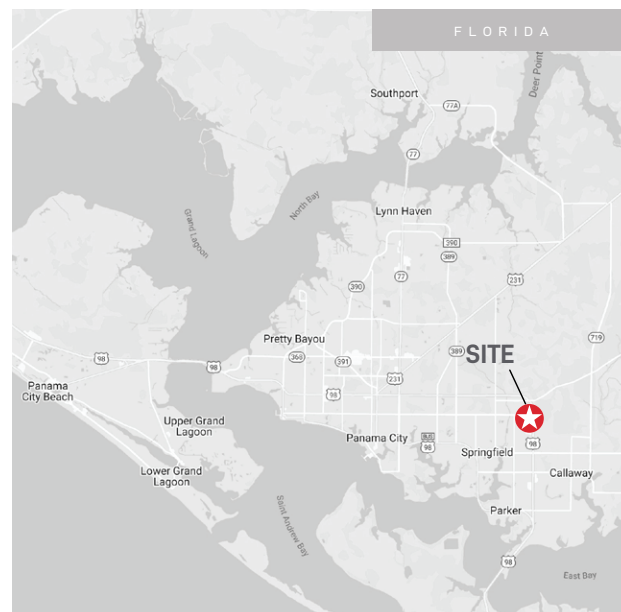 FLORIDA
Deer Point
Southport
77A
77
North Bay
Grand Lagoon
Lynn Haven
390
389
77
231
390
Pretty Bayou
368
391
389
SITE
719
98
98
231
98
Panama
City Beach
Upper Grand
Lagoon
Panama City
98
98
Springfield
Lower Grand
Lagoon
Callaway
Parker
Saint Andrew Bay
98
East Bay